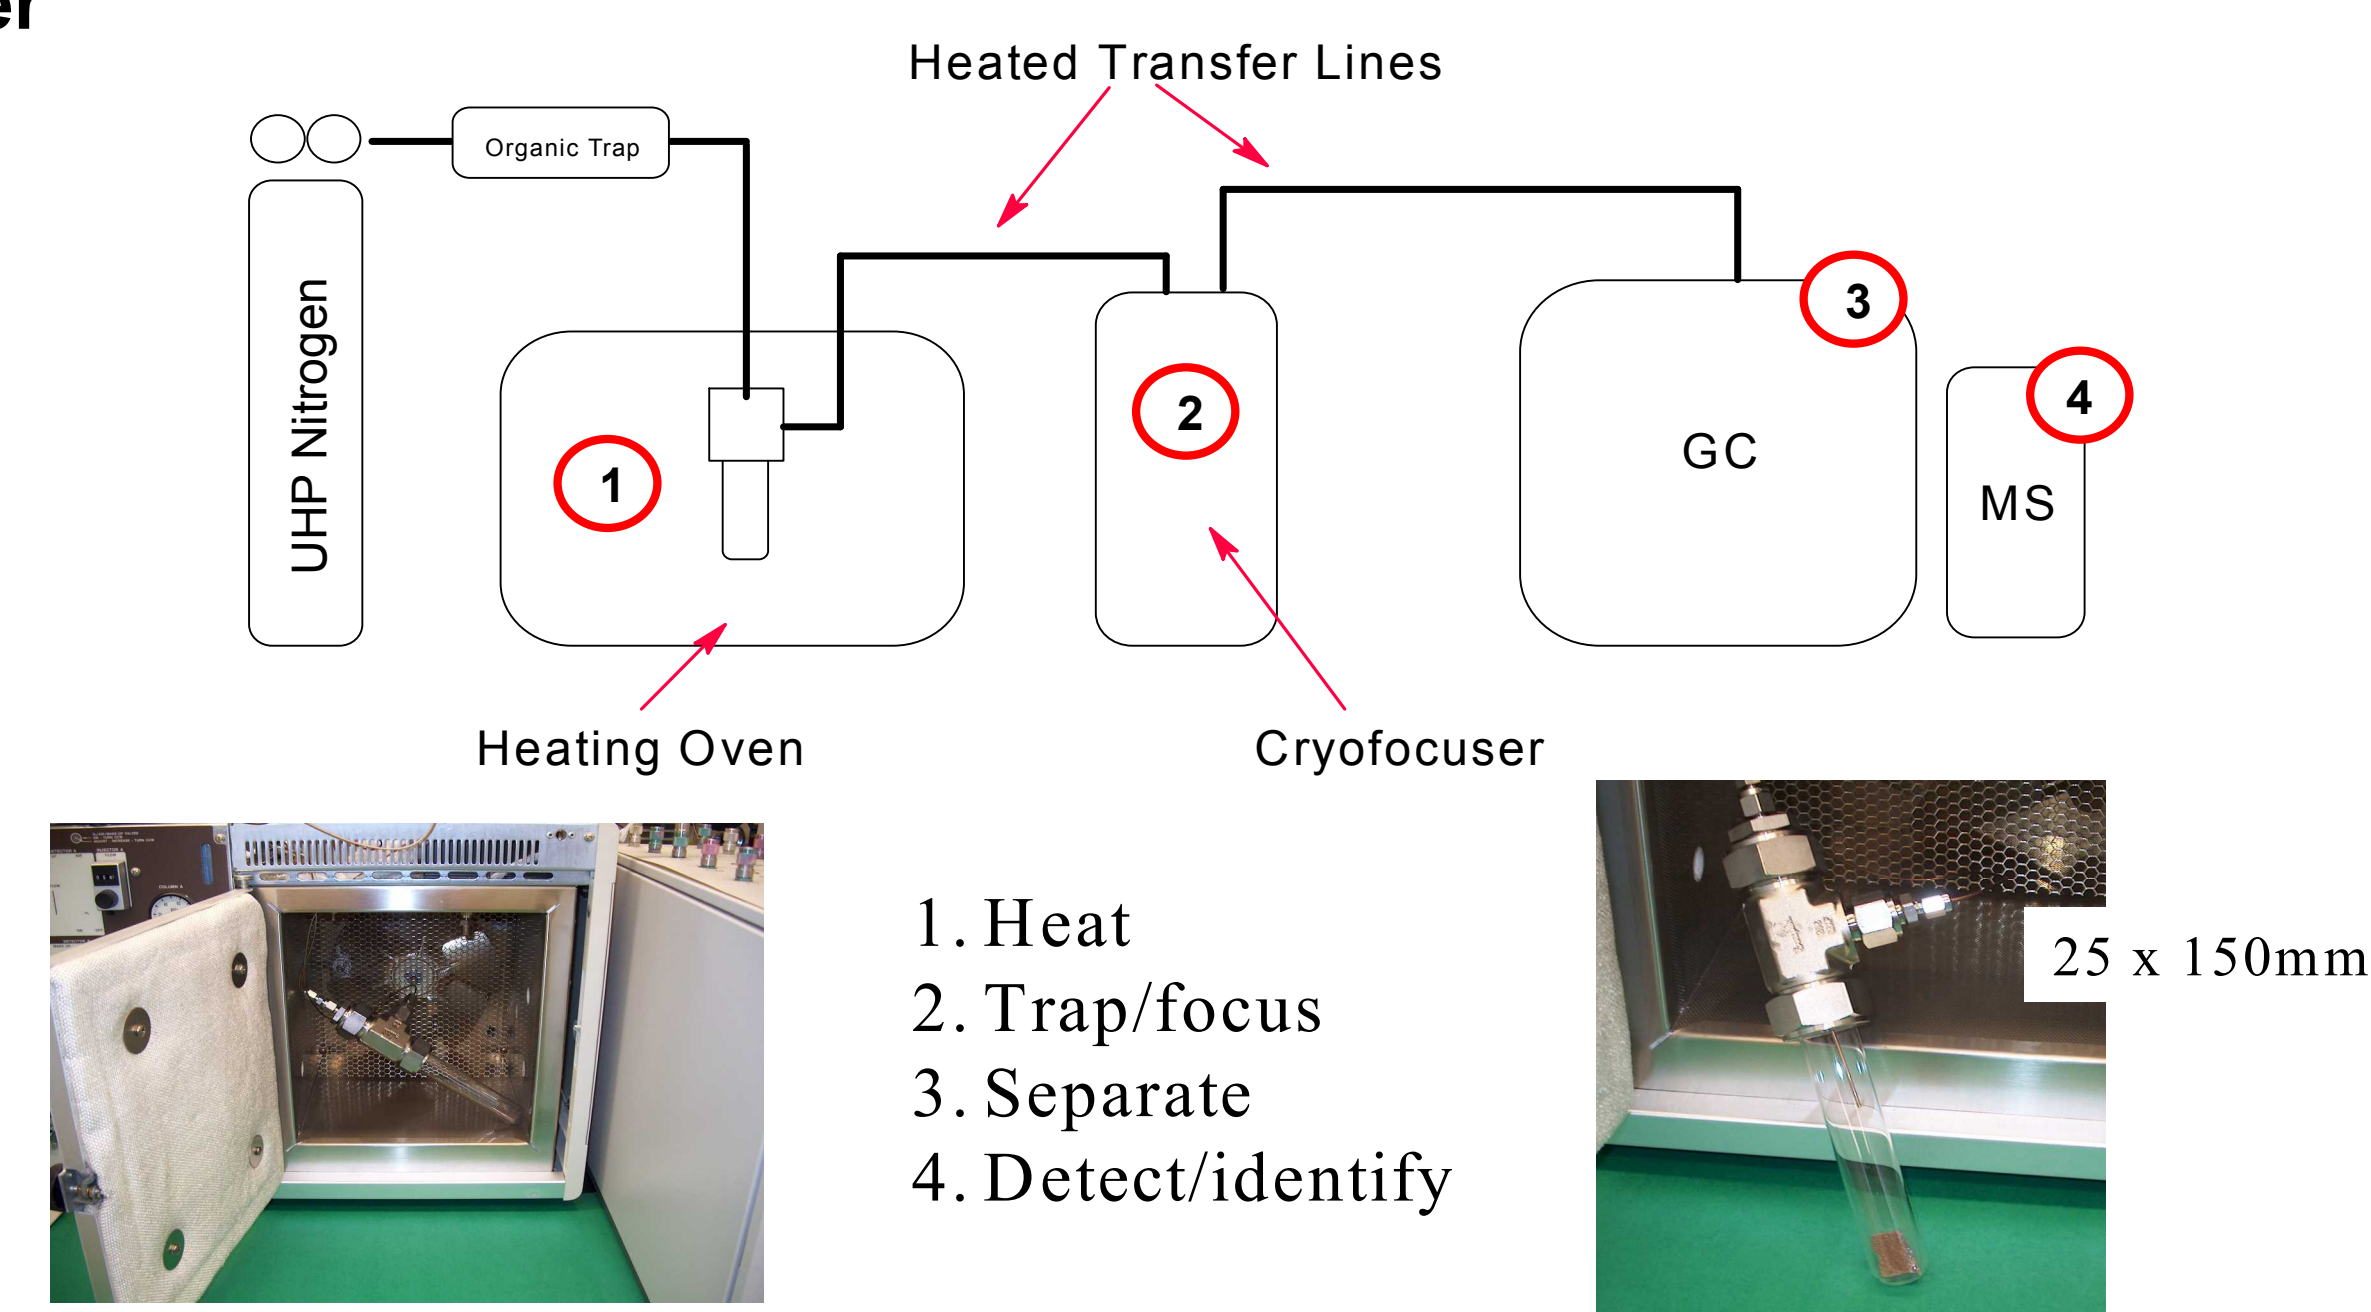 er
Heated Transfer Lines
Organic Trap
UHP Nitrogen
1
2
3
4
GC
MS
Heating Oven
Cryofocuser
1. Heat
2. Trap/focus
3. Separate
4. Detect/identify
25 x 150mm